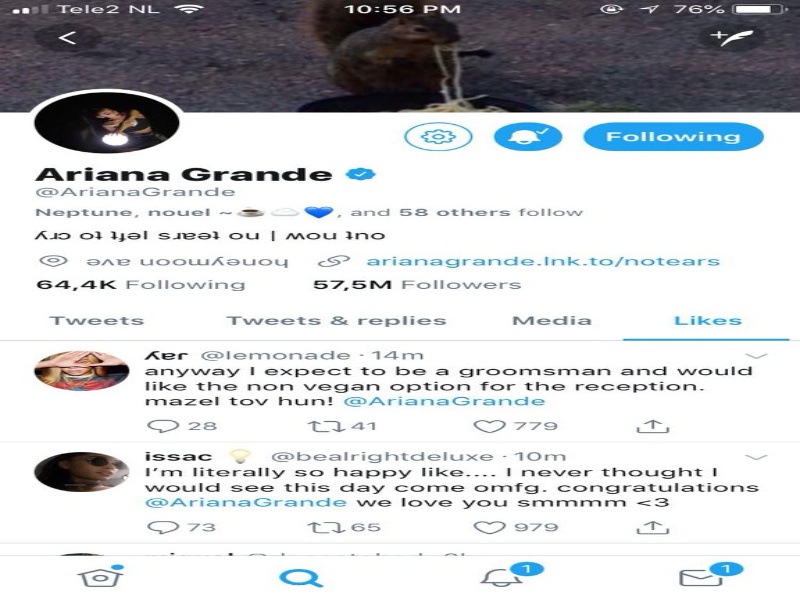 Tele2 NL 10:56 PM 76%
Following
Ariana Grande
@ArianaGrande
Neptune, nouel ~☕☁️💙, and 58 others follow
ʎɹɔ oʇ ʇɟǝl sɹɐǝʇ ou | ʍou ʇno
ǝʌɐ uooɯʎǝuoɥ arianagrande.lnk.to/notears
64,4K Following 57,5M Followers
Tweets Tweets & replies Media Likes
ʎɐɹ @lemonade · 14m
anyway I expect to be a groomsman and would
like the non vegan option for the reception.
mazel tov hun! @ArianaGrande
28 41 779
issac 💡 @bealrightdeluxe · 10m
I'm literally so happy like.... I never thought I
would see this day come omfg. congratulations
@ArianaGrande we love you smmmm <3
73 65 979
1 1